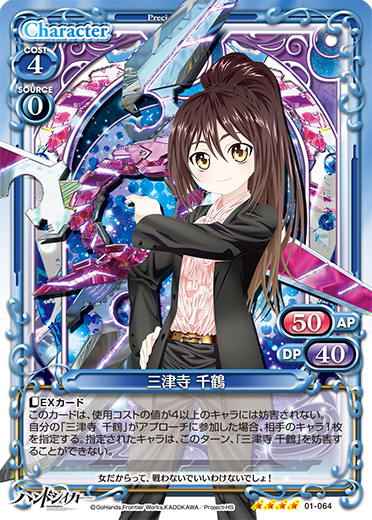 Preci
Character
COST
4
SOURCE
0
50 AP
DP 40
三津寺 千鶴
EXカード
このカードは、使用コストの値が4以上のキャラには妨害されない。
自分の「三津寺 千鶴」がアプローチに参加した場合、相手のキャラ1枚
を指定する。指定されたキャラは、このターン、「三津寺 千鶴」を妨害す
ることができない。
女だからって、戦わないでいいわけないでしょ!
ハンドシェイカー
©GoHands,Frontier Works,KADOKAWA／Project-HS
01-064